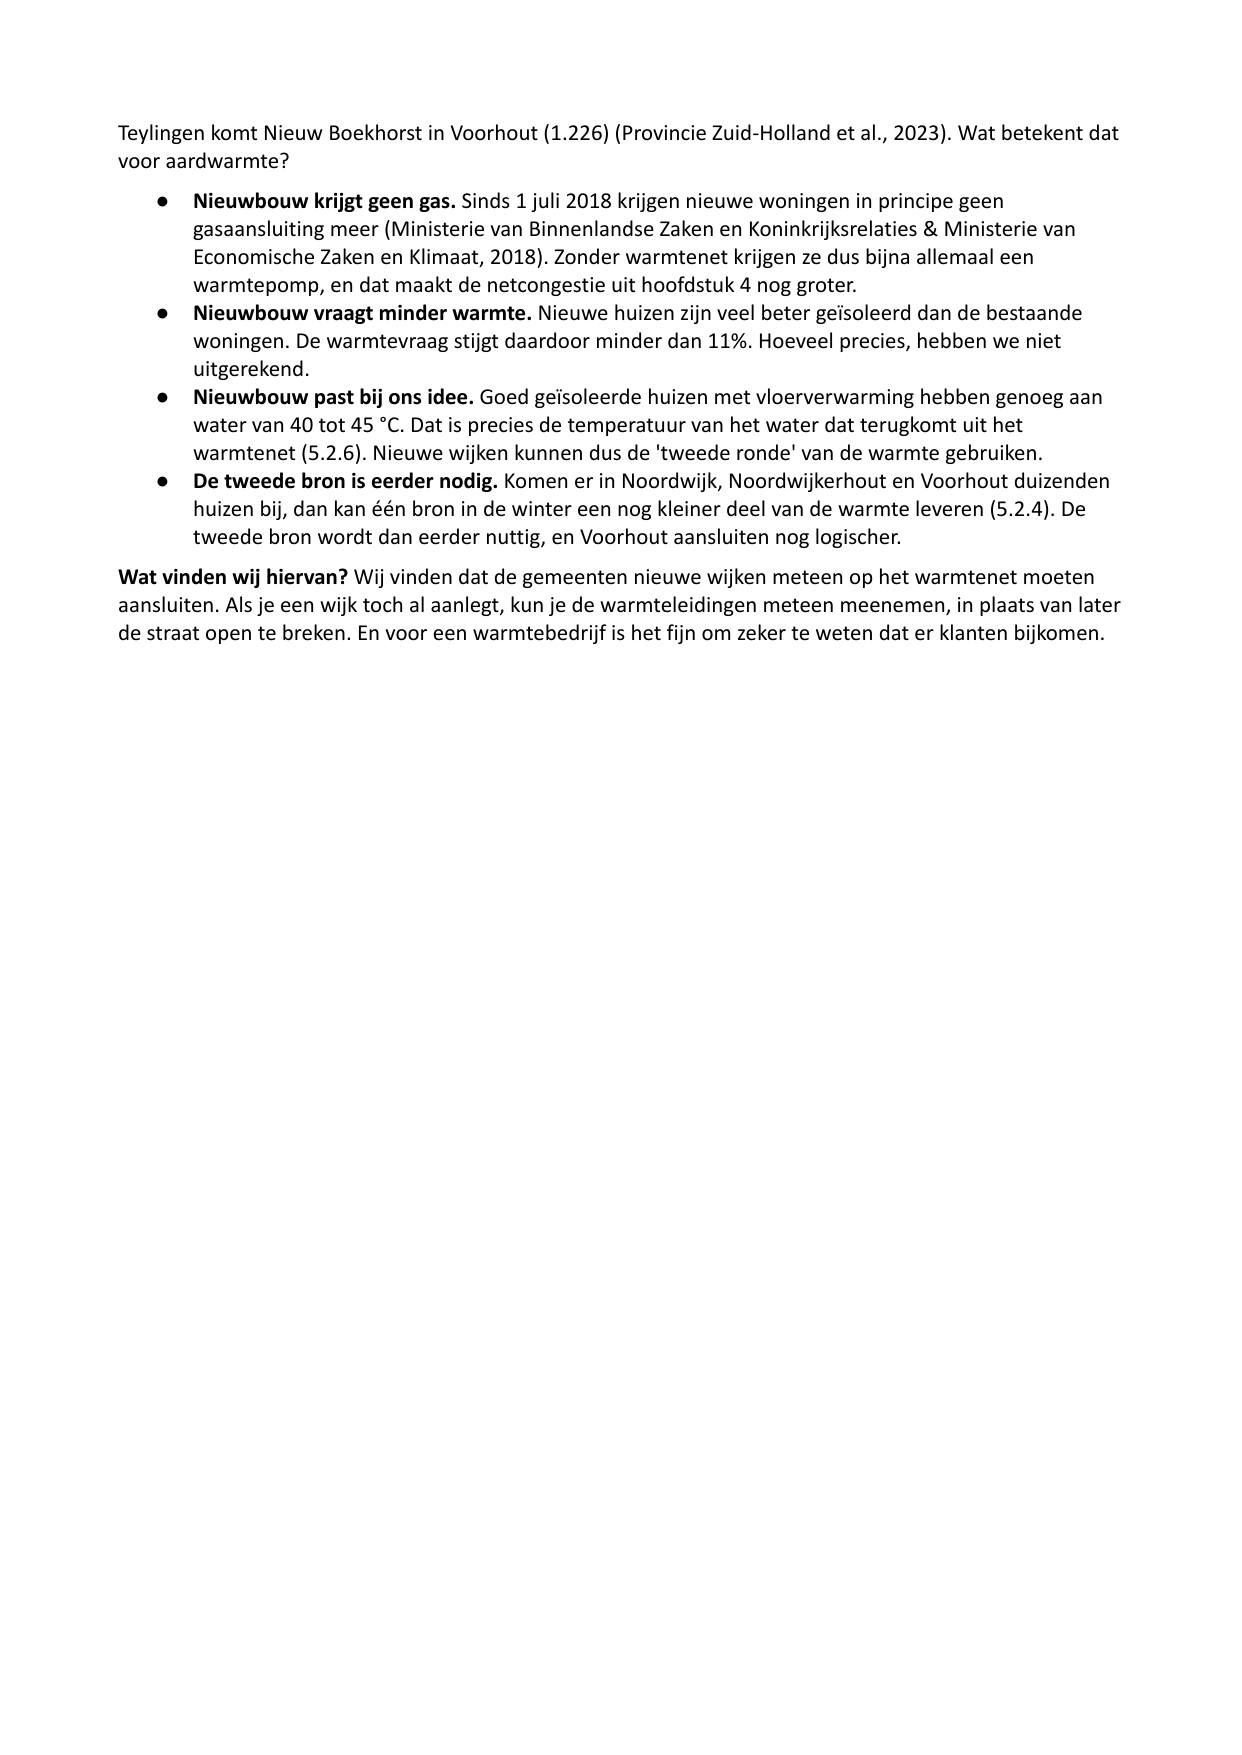 Teylingen komt Nieuw Boekhorst in Voorhout (1.226) (Provincie Zuid-Holland et al., 2023). Wat betekent dat
voor aardwarmte?
● Nieuwbouw krijgt geen gas. Sinds 1 juli 2018 krijgen nieuwe woningen in principe geen
gasaansluiting meer (Ministerie van Binnenlandse Zaken en Koninkrijksrelaties & Ministerie van
Economische Zaken en Klimaat, 2018). Zonder warmtenet krijgen ze dus bijna allemaal een
warmtepomp, en dat maakt de netcongestie uit hoofdstuk 4 nog groter.
● Nieuwbouw vraagt minder warmte. Nieuwe huizen zijn veel beter geïsoleerd dan de bestaande
woningen. De warmtevraag stijgt daardoor minder dan 11%. Hoeveel precies, hebben we niet
uitgerekend.
● Nieuwbouw past bij ons idee. Goed geïsoleerde huizen met vloerverwarming hebben genoeg aan
water van 40 tot 45 °C. Dat is precies de temperatuur van het water dat terugkomt uit het
warmtenet (5.2.6). Nieuwe wijken kunnen dus de 'tweede ronde' van de warmte gebruiken.
● De tweede bron is eerder nodig. Komen er in Noordwijk, Noordwijkerhout en Voorhout duizenden
huizen bij, dan kan één bron in de winter een nog kleiner deel van de warmte leveren (5.2.4). De
tweede bron wordt dan eerder nuttig, en Voorhout aansluiten nog logischer.
Wat vinden wij hiervan? Wij vinden dat de gemeenten nieuwe wijken meteen op het warmtenet moeten
aansluiten. Als je een wijk toch al aanlegt, kun je de warmteleidingen meteen meenemen, in plaats van later
de straat open te breken. En voor een warmtebedrijf is het fijn om zeker te weten dat er klanten bijkomen.